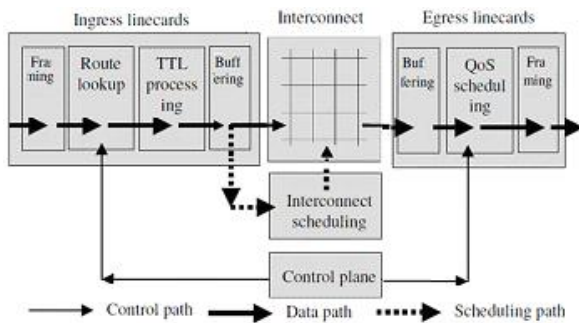 Ingress linecards
Interconnect
Egress linecards
Fra
ming
Route
lookup
TTL
process
ing
Buff
ering
Buf
fering
QoS
schedul
ing
Fra
ming
Interconnect
scheduling
Control plane
Control path
Data path
Scheduling path